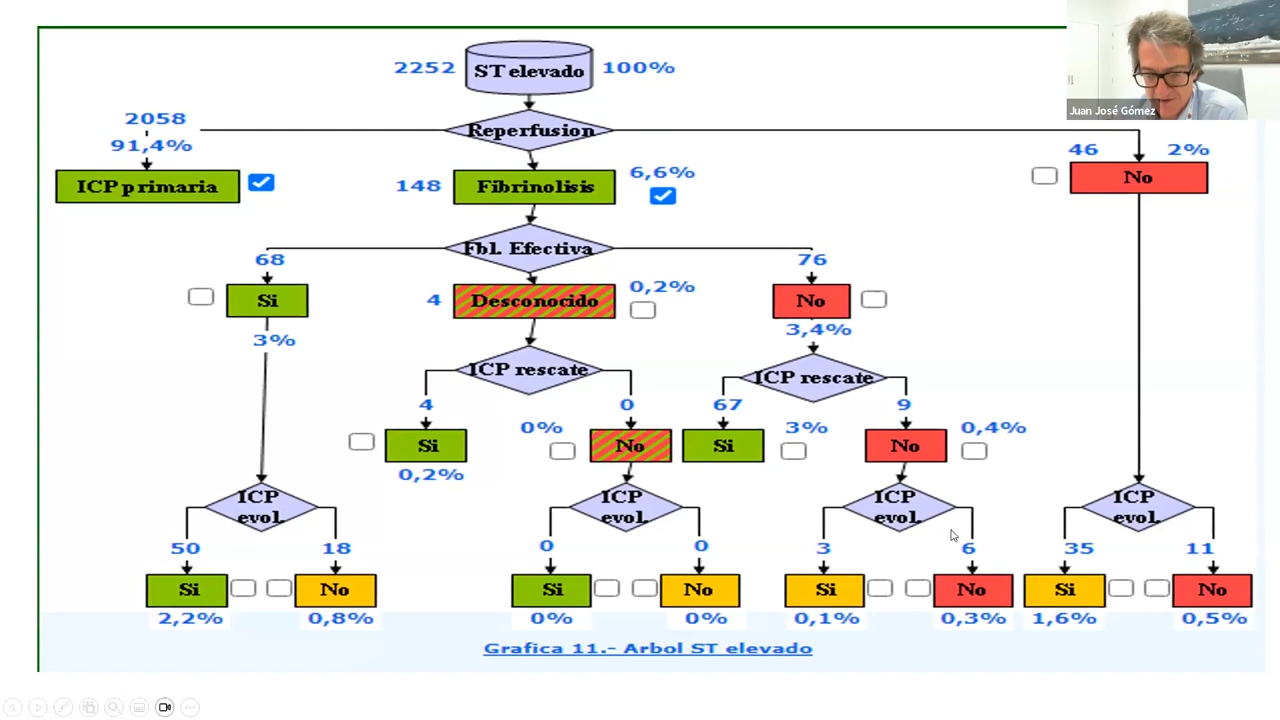 Juan José Gómez
2252 ST elevado 100%
Reperfusion
2058
91,4%
ICP primaria
148 Fibrinolisis 6,6%
46 2%
No
Fbl. Efectiva
68
Si
3%
4 Desconocido 0,2%
76
No
3,4%
ICP rescate
4
Si
0,2%
0
0%
No
ICP rescate
67
Si
3%
9
No
0,4%
ICP
evol.
50
Si
2,2%
18
No
0,8%
ICP
evol.
0
Si
0%
0
No
0%
ICP
evol.
3
Si
0,1%
6
No
0,3%
ICP
evol.
35
Si
1,6%
11
No
0,5%
Grafica 11.- Arbol ST elevado